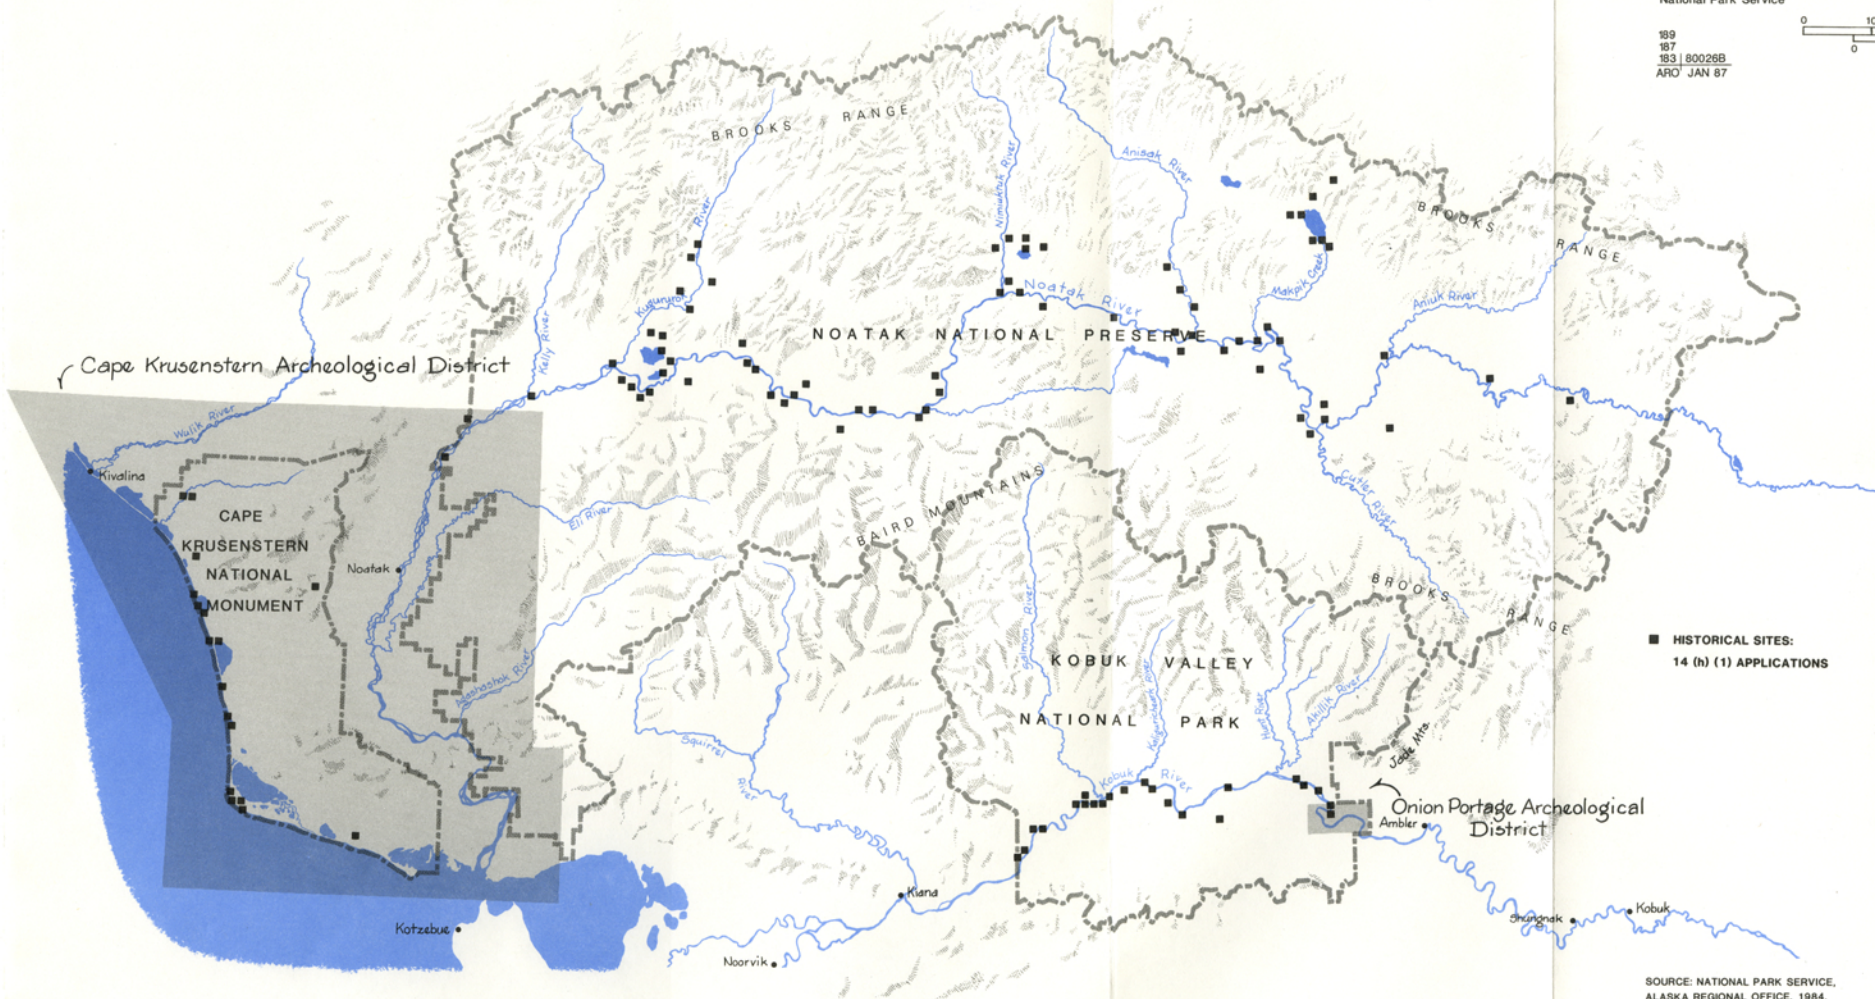 National Park Service
0 10
0
189
187
183 | 80026B
ARO JAN 87
BROOKS RANGE
Anisak River
Nimiuktuk River
River
BROOKS
RANGE
Kelly River
Kugururok
Noatak River
Makpik Creek
Aniuk River
NOATAK NATIONAL PRESERVE
Cape Krusenstern Archeological District
Wulik River
Kivalina
BAIRD MOUNTAINS
Cutler River
Eli River
CAPE
KRUSENSTERN
NATIONAL
MONUMENT
Noatak
BROOKS
RANGE
Salmon River
HISTORICAL SITES:
14 (h) (1) APPLICATIONS
KOBUK VALLEY
NATIONAL PARK
Hunt River
Akillik River
Squirrel
River
Jade Mts.
Kobuk River
Onion Portage Archeological
District
Ambler
Kiana
Kotzebue
Noorvik
Shungnak
Kobuk
SOURCE: NATIONAL PARK SERVICE,
ALASKA REGIONAL OFFICE, 1984.